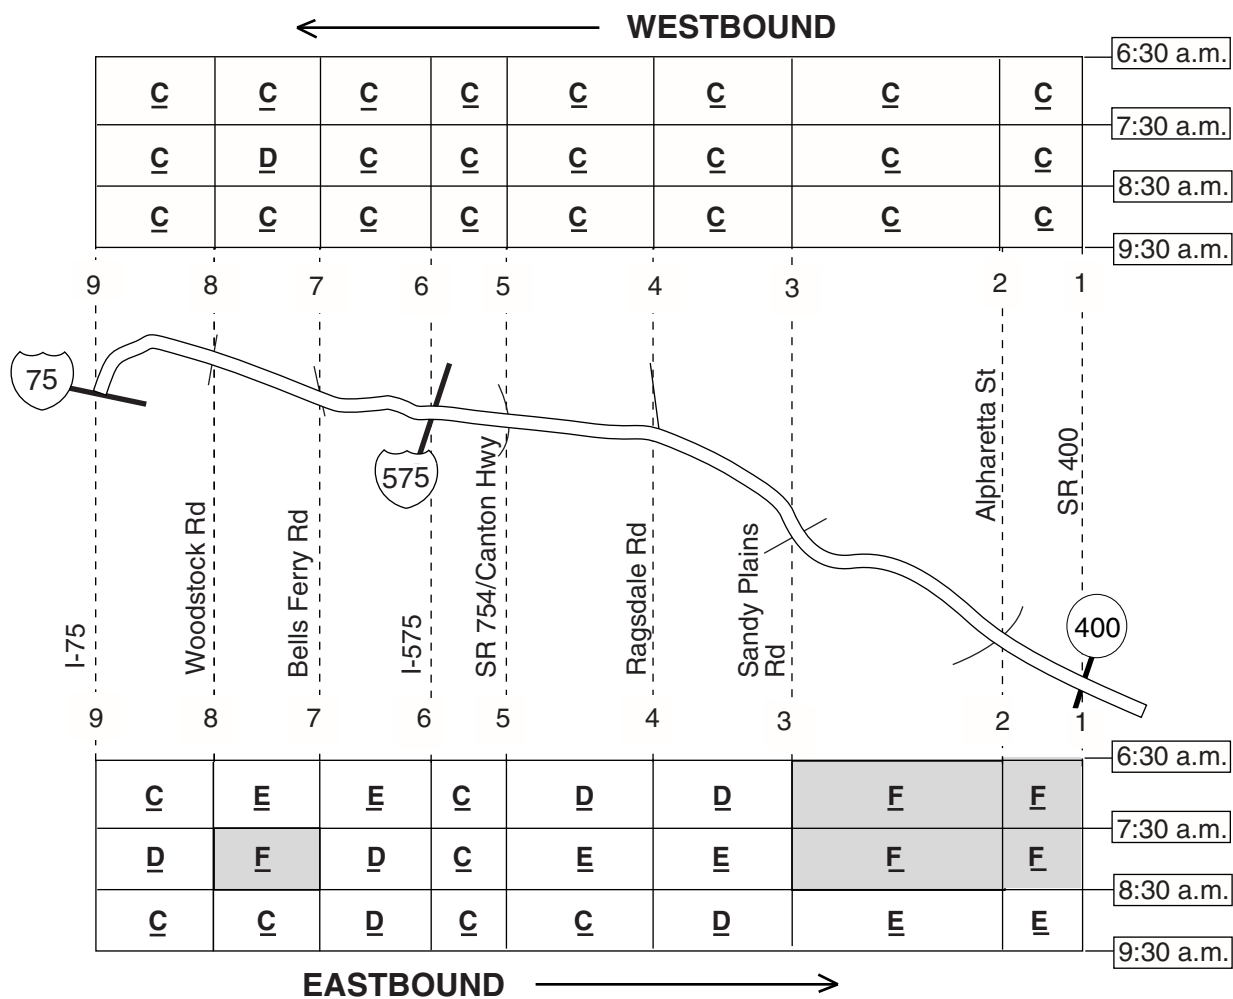 WESTBOUND
6:30 a.m.
C C C C C C C C
7:30 a.m.
C D C C C C C C
8:30 a.m.
C C C C C C C C
9:30 a.m.
9 8 7 6 5 4 3 2 1
75
575
400
I-75
Woodstock Rd
Bells Ferry Rd
I-575
SR 754/Canton Hwy
Ragsdale Rd
Sandy Plains
Rd
Alpharetta St
SR 400
9 8 7 6 5 4 3 2 1
6:30 a.m.
C E E C D D F F
7:30 a.m.
D F D C E E F F
8:30 a.m.
C C D C C D E E
9:30 a.m.
EASTBOUND